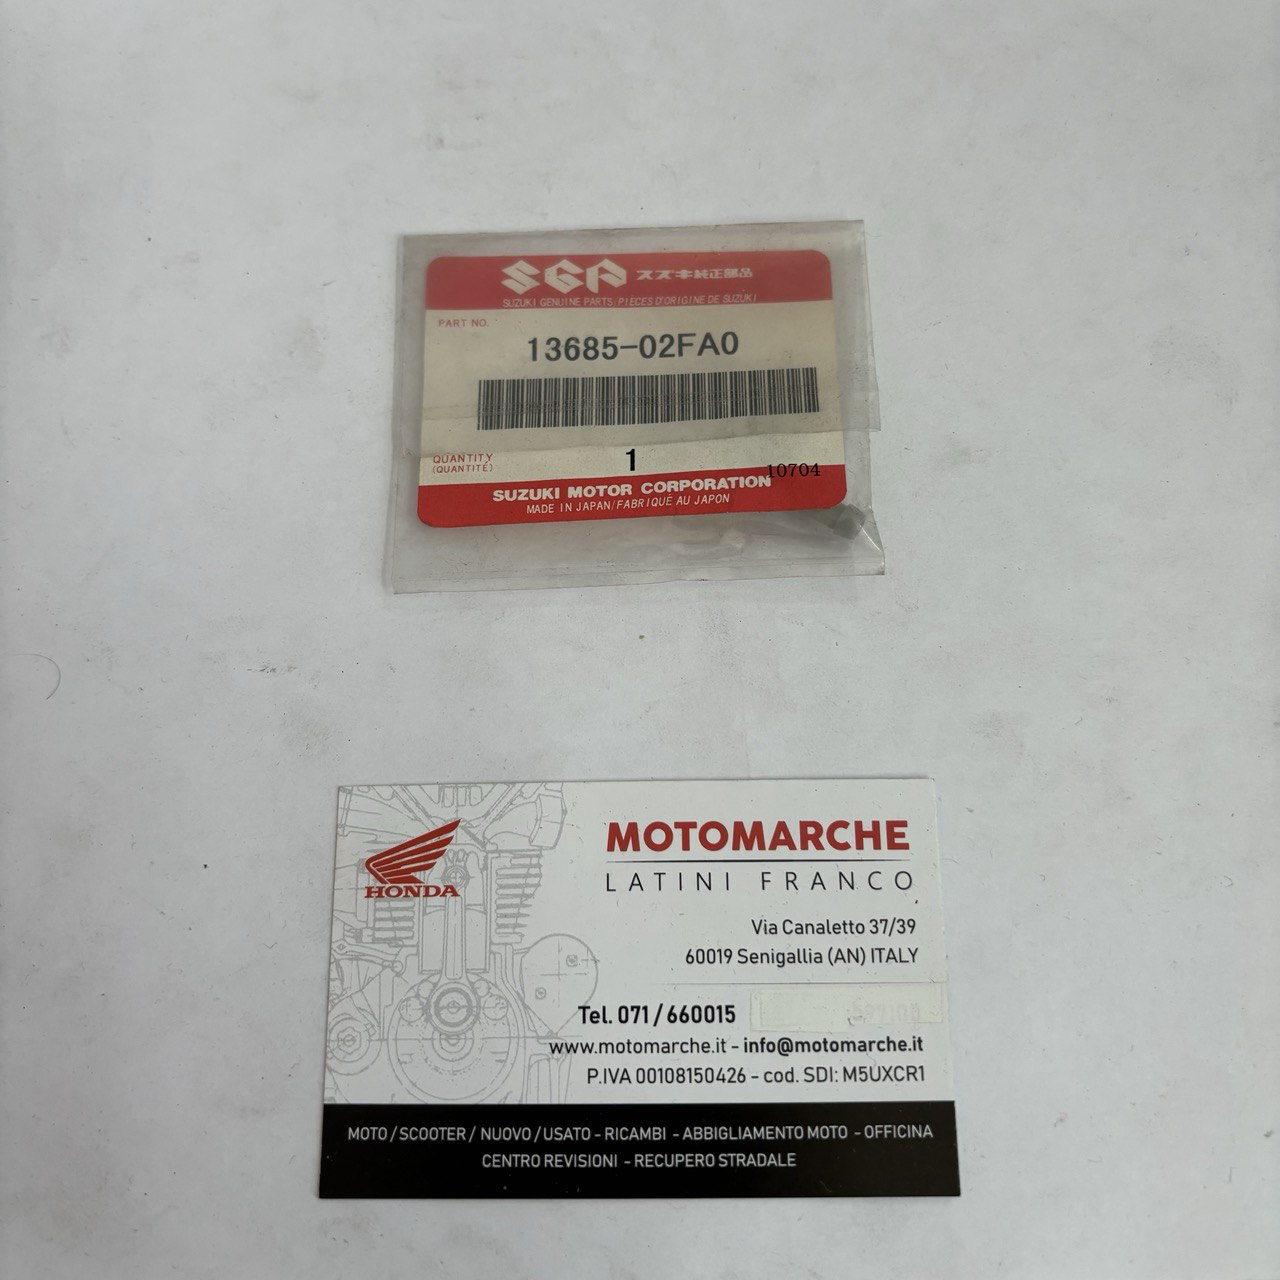 SGP スズキ純正部品
SUZUKI GENUINE PARTS/PIÈCES D'ORIGINE DE SUZUKI
PART NO.
13685-02FA0
QUANTITY
(QUANTITÉ)
1
10704
SUZUKI MOTOR CORPORATION
MADE IN JAPAN/FABRIQUÉ AU JAPON
HONDA
MOTOMARCHE
LATINI FRANCO
Via Canaletto 37/39
60019 Senigallia (AN) ITALY
Tel. 071/660015
www.motomarche.it - info@motomarche.it
P.IVA 00108150426 - cod. SDI: M5UXCR1
MOTO / SCOOTER / NUOVO / USATO - RICAMBI - ABBIGLIAMENTO MOTO - OFFICINA
CENTRO REVISIONI - RECUPERO STRADALE